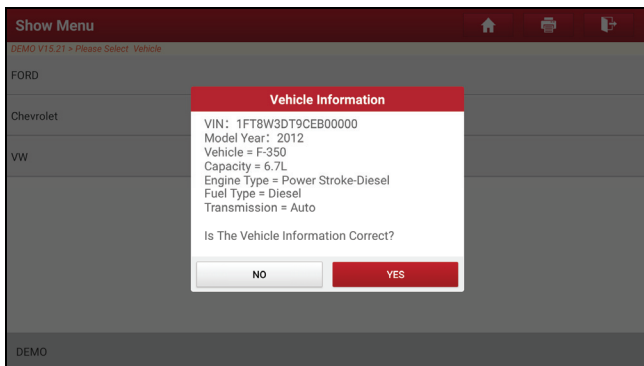 Show Menu
DEMO V15.21 > Please Select Vehicle
FORD
Chevrolet
VW
Vehicle Information
VIN: 1FT8W3DT9CEB00000
Model Year: 2012
Vehicle = F-350
Capacity = 6.7L
Engine Type = Power Stroke-Diesel
Fuel Type = Diesel
Transmission = Auto
Is The Vehicle Information Correct?
NO YES
DEMO